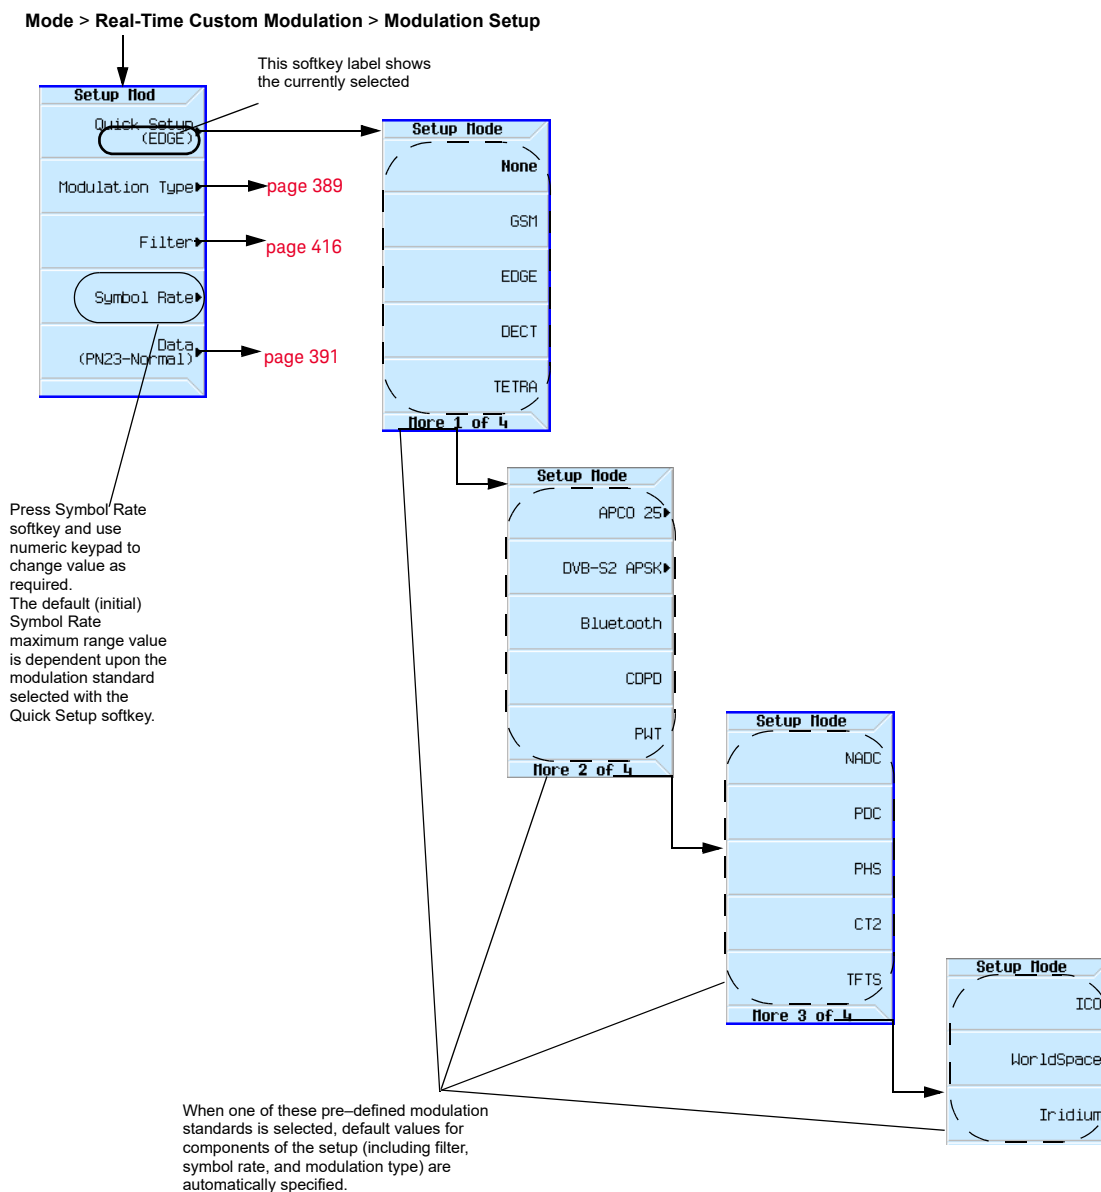 Mode > Real-Time Custom Modulation > Modulation Setup
This softkey label shows
the currently selected
Setup Mod
Quick Setup
(EDGE)
Modulation Type
page 389
Filter
page 416
Symbol Rate
Data
(PN23-Normal)
page 391
Setup Mode
None
GSM
EDGE
DECT
TETRA
More 1 of 4
Press Symbol Rate
softkey and use
numeric keypad to
change value as
required.
The default (initial)
Symbol Rate
maximum range value
is dependent upon the
modulation standard
selected with the
Quick Setup softkey.
Setup Mode
APCO 25
DVB-S2 APSK
Bluetooth
CDPD
PWT
More 2 of 4
Setup Mode
NADC
PDC
PHS
CT2
TFTS
More 3 of 4
Setup Mode
ICO
WorldSpace
Iridium
When one of these pre–defined modulation
standards is selected, default values for
components of the setup (including filter,
symbol rate, and modulation type) are
automatically specified.